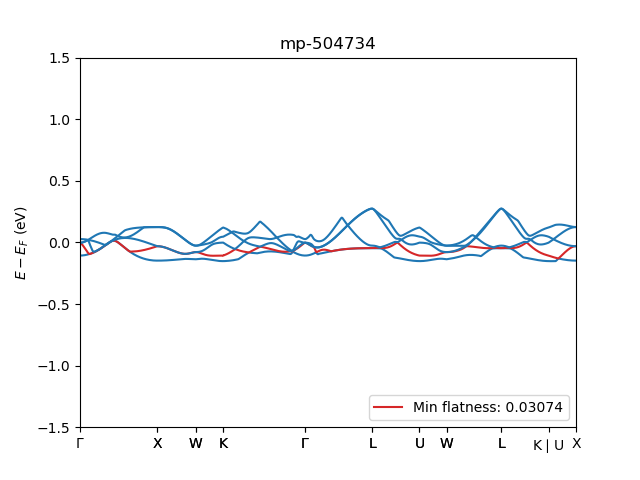 mp-504734
1.5
1.0
0.5
0.0
−0.5
−1.0
−1.5
E − E_F (eV)
Min flatness: 0.03074
Γ X W K Γ L U W L K | U X